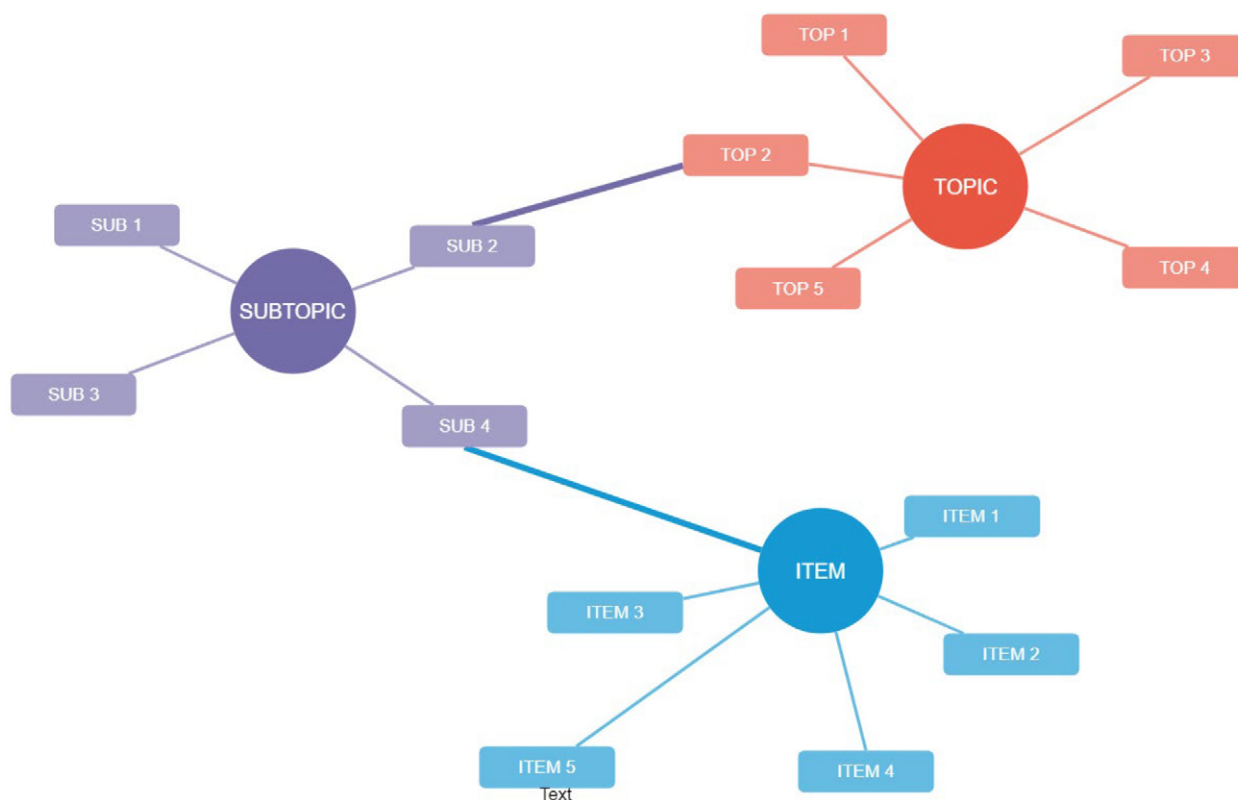 TOP 1
TOP 3
TOP 2
TOPIC
SUB 1
SUB 2
TOP 4
TOP 5
SUBTOPIC
SUB 3
SUB 4
ITEM 1
ITEM
ITEM 3
ITEM 2
ITEM 5
ITEM 4
Text